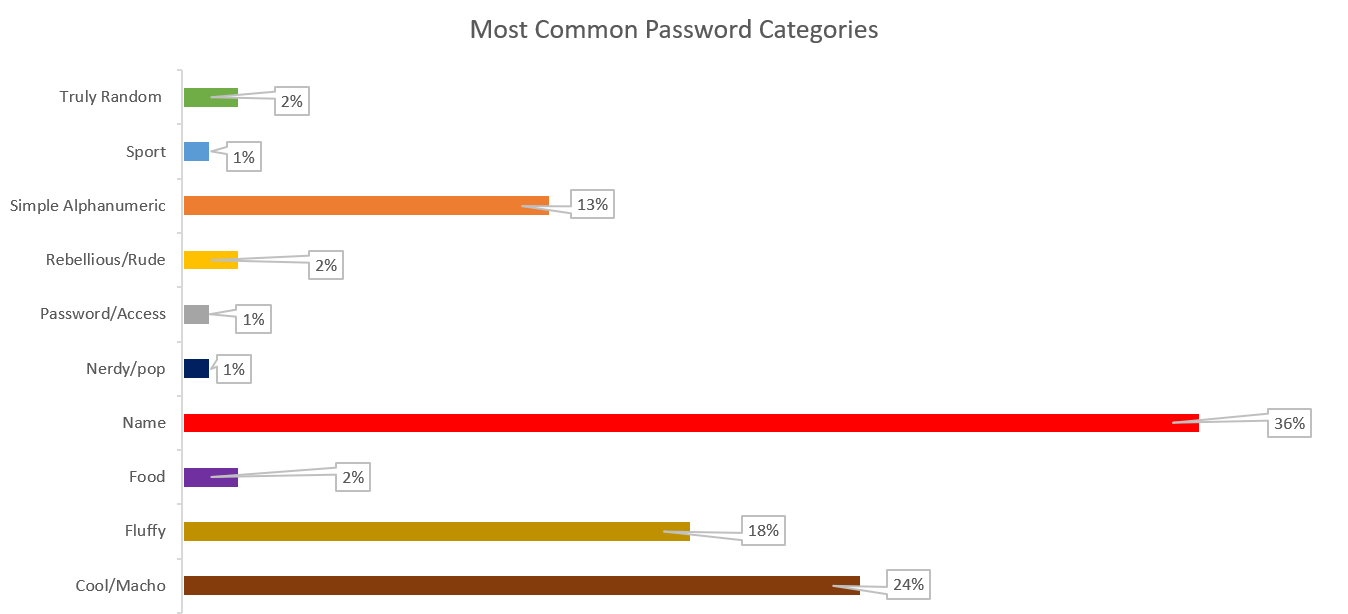 Most Common Password Categories
Truly Random
2%
Sport
1%
Simple Alphanumeric
13%
Rebellious/Rude
2%
Password/Access
1%
Nerdy/pop
1%
Name
36%
Food
2%
Fluffy
18%
Cool/Macho
24%